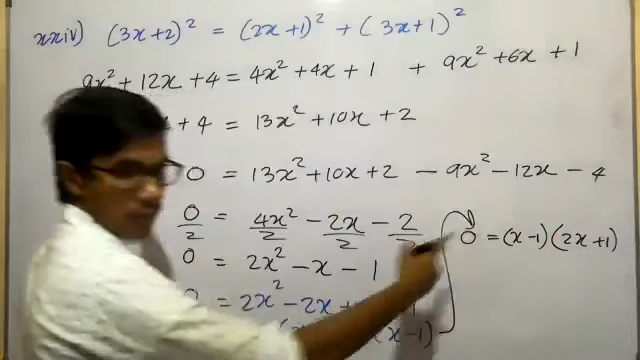 xxiv) (3x+2)² = (2x+1)² + (3x+1)²
9x² + 12x + 4 = 4x² + 4x + 1 + 9x² + 6x + 1
+ 4 = 13x² + 10x + 2
0 = 13x² + 10x + 2 - 9x² - 12x - 4
0/2 = 4x²/2 - 2x/2 - 2/2
0 = 2x² - x - 1
0 = 2x² - 2x +
(x-1)
0 = (x-1)(2x+1)